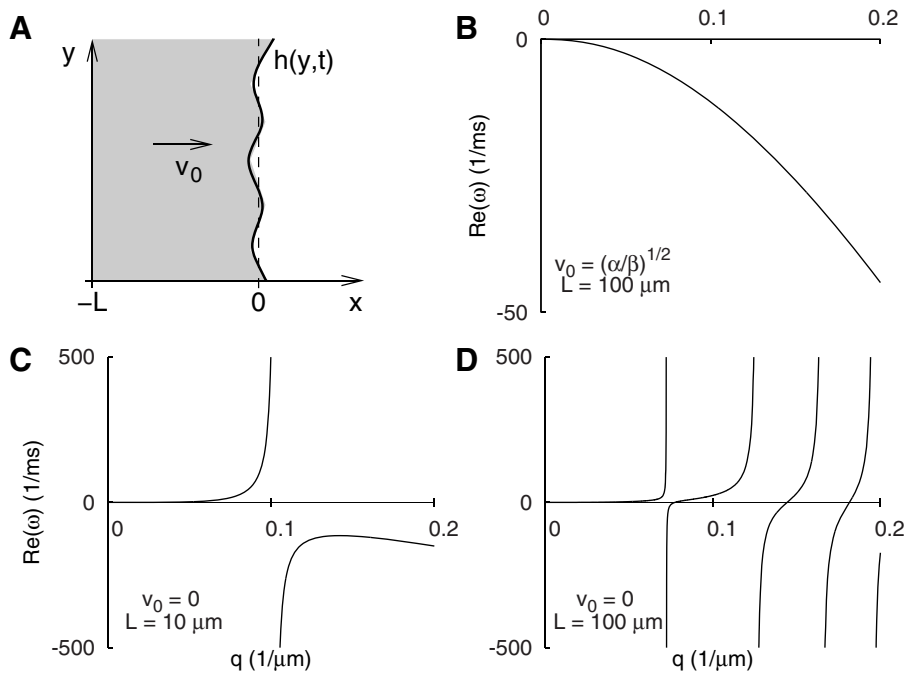 A
y
h(y,t)
v0
−L
0
x
B
0
0.1
0.2
0
Re(ω) (1/ms)
-50
v0 = (α/β)1/2
L = 100 μm
C
500
0
-500
Re(ω) (1/ms)
0
0.1
0.2
v0 = 0
L = 10 μm
q (1/μm)
D
500
0
-500
0
0.1
0.2
v0 = 0
L = 100 μm
q (1/μm)